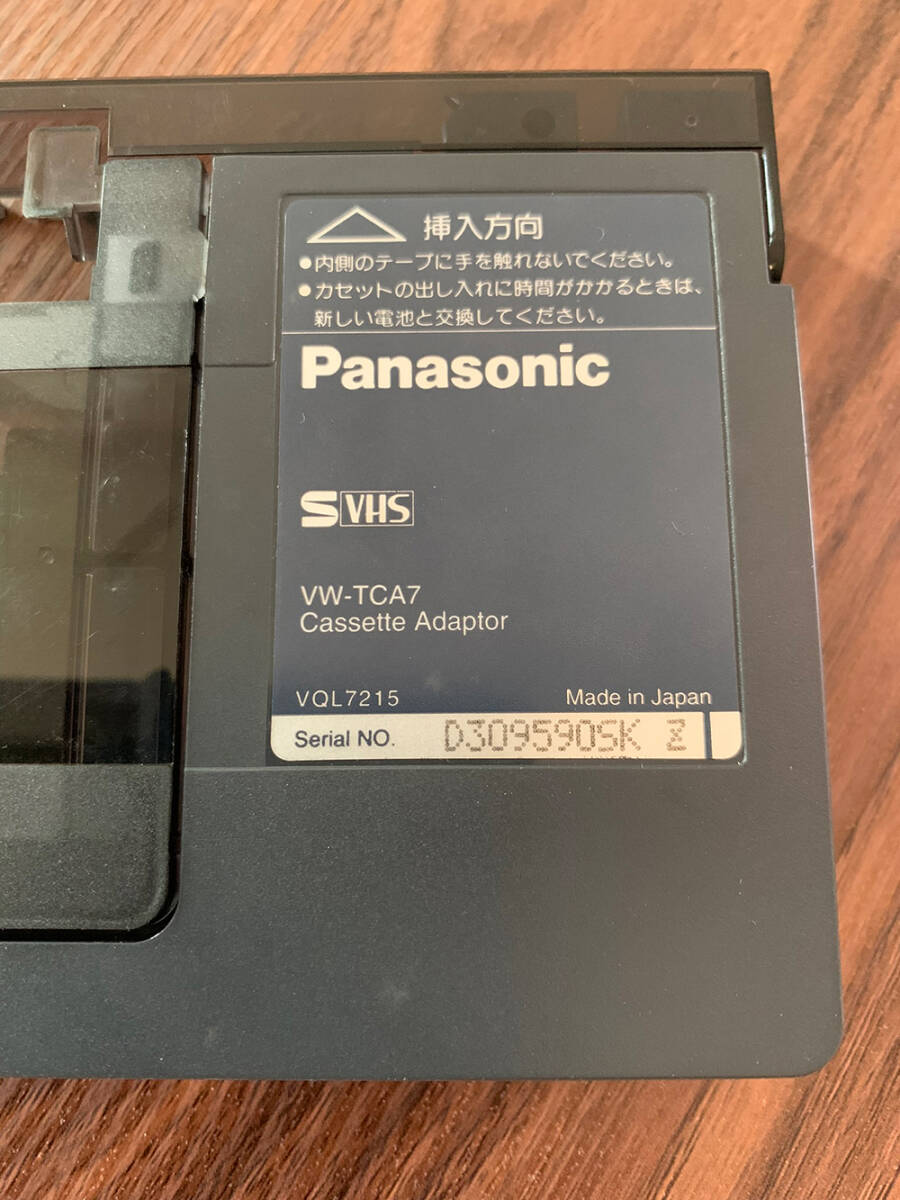 挿入方向
●内側のテープに手を触れないでください。
●カセットの出し入れに時間がかかるときは、
新しい電池と交換してください。
Panasonic
S VHS
VW-TCA7
Cassette Adaptor
VQL7215 Made in Japan
Serial NO. D309590SK Z